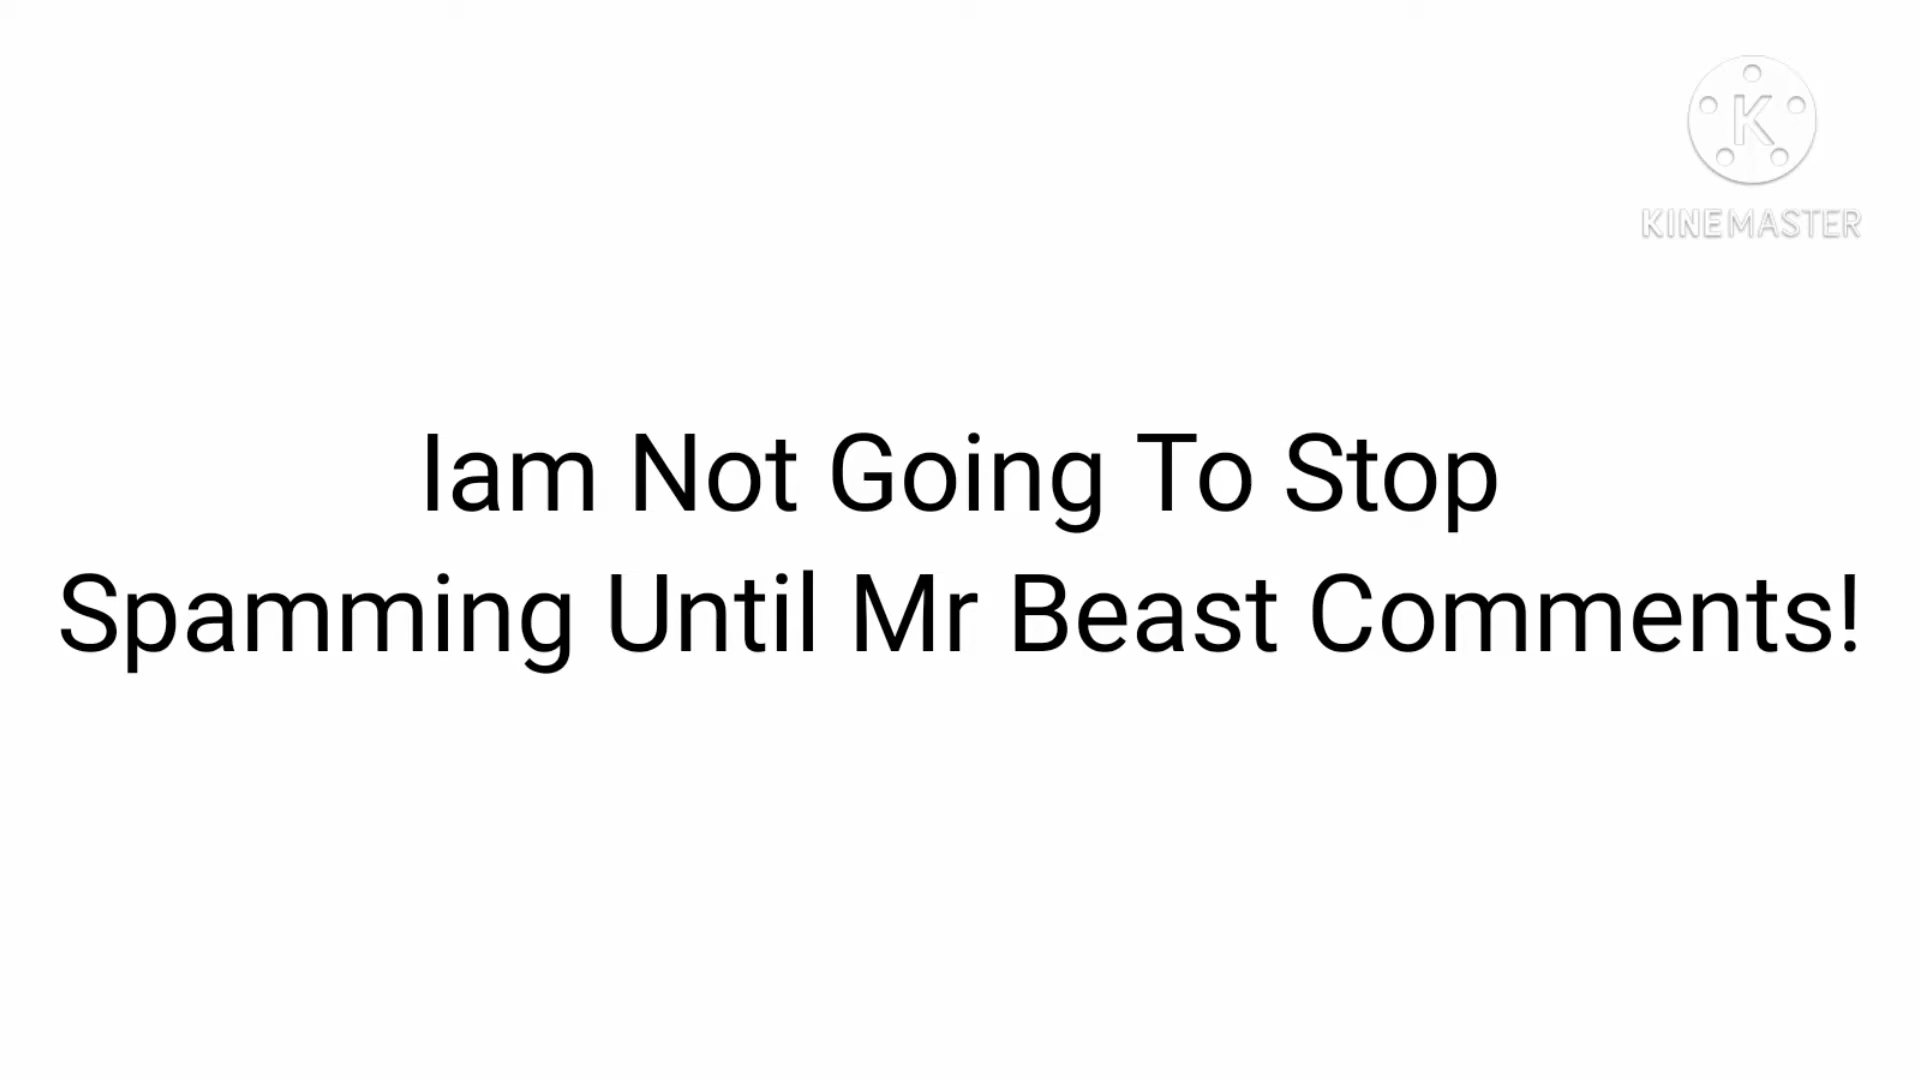 K
KINEMASTER
Iam Not Going To Stop
Spamming Until Mr Beast Comments!